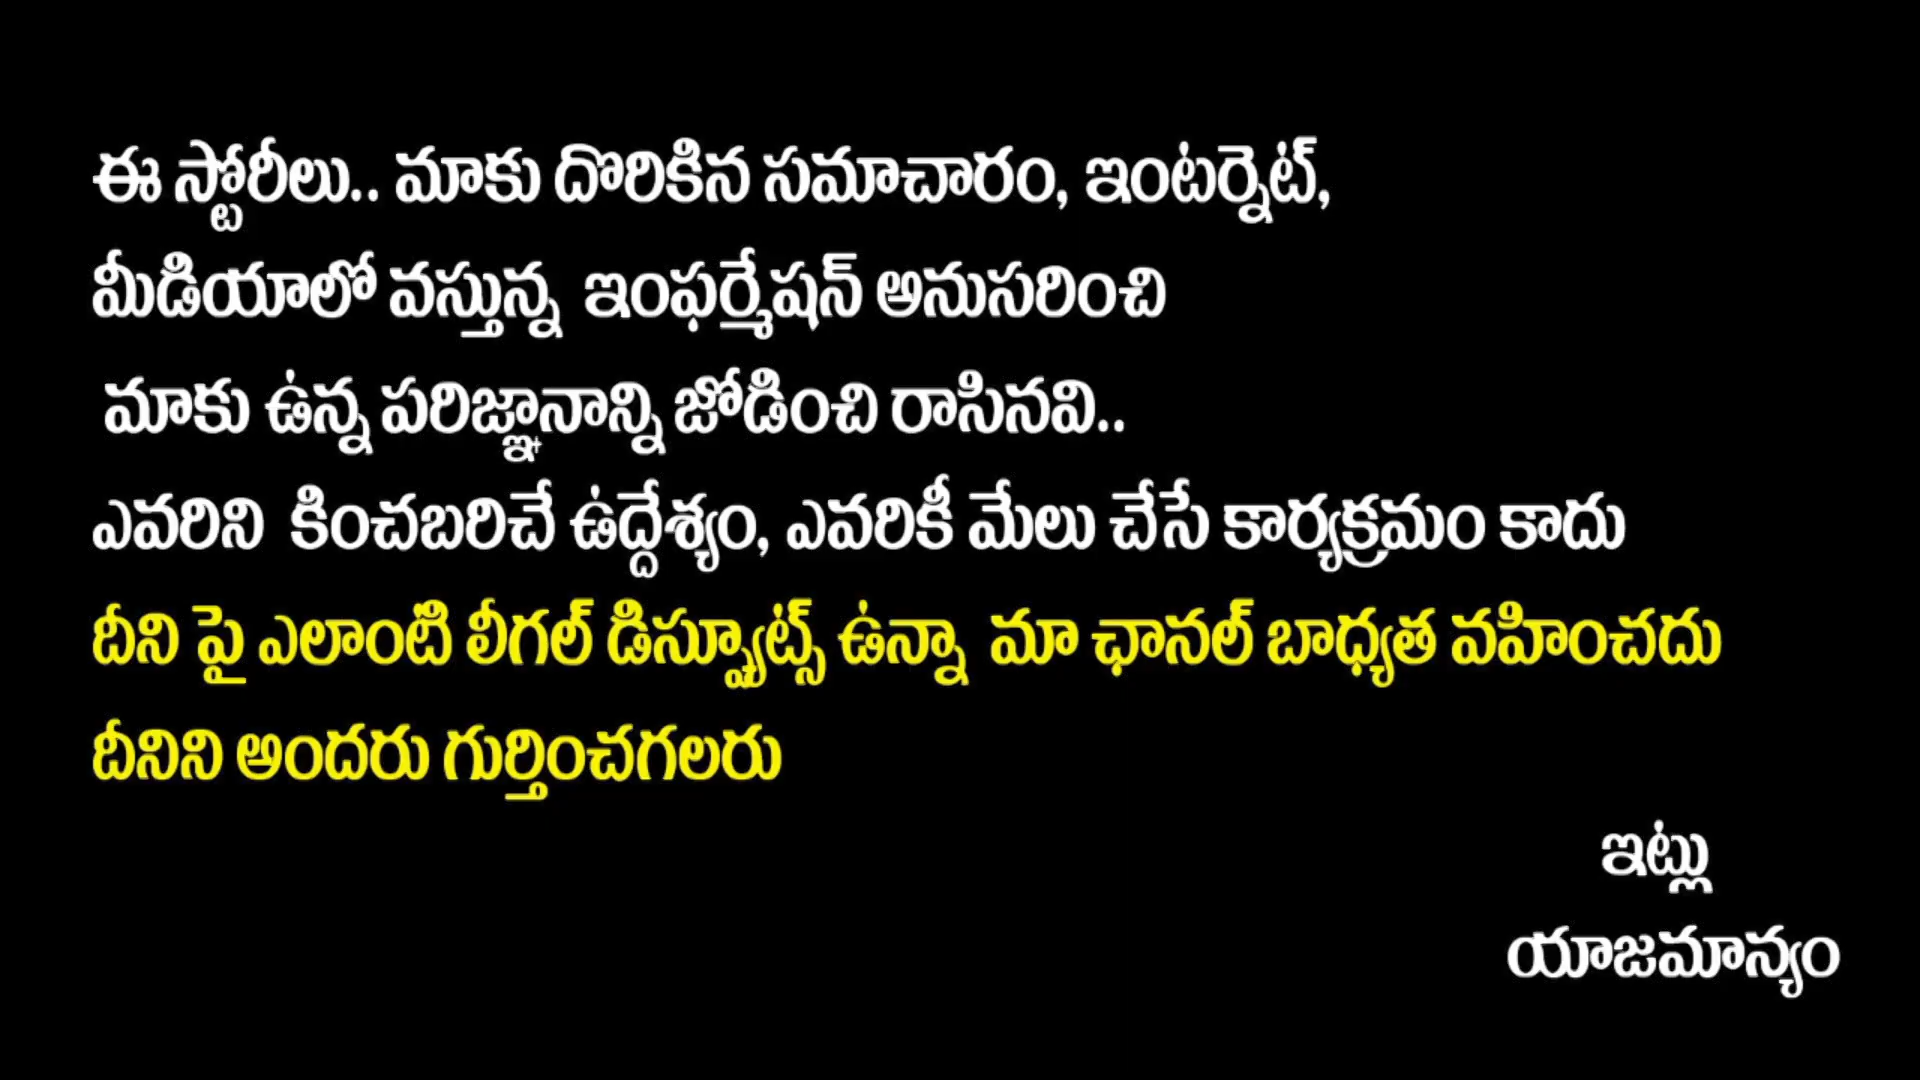 ఈ స్టోరీలు.. మాకు దొరికిన సమాచారం, ఇంటర్నెట్,
మీడియాలో వస్తున్న ఇంఫర్మేషన్ అనుసరించి
మాకు ఉన్న పరిజ్ఞానాన్ని జోడించి రాసినవి..
ఎవరిని కించబరిచే ఉద్దేశ్యం, ఎవరికీ మేలు చేసే కార్యక్రమం కాదు
దీని పై ఎలాంటి లీగల్ డిస్ప్యూట్స్ ఉన్నా మా ఛానల్ బాధ్యత వహించదు
దీనిని అందరు గుర్తించగలరు
ఇట్లు
యాజమాన్యం